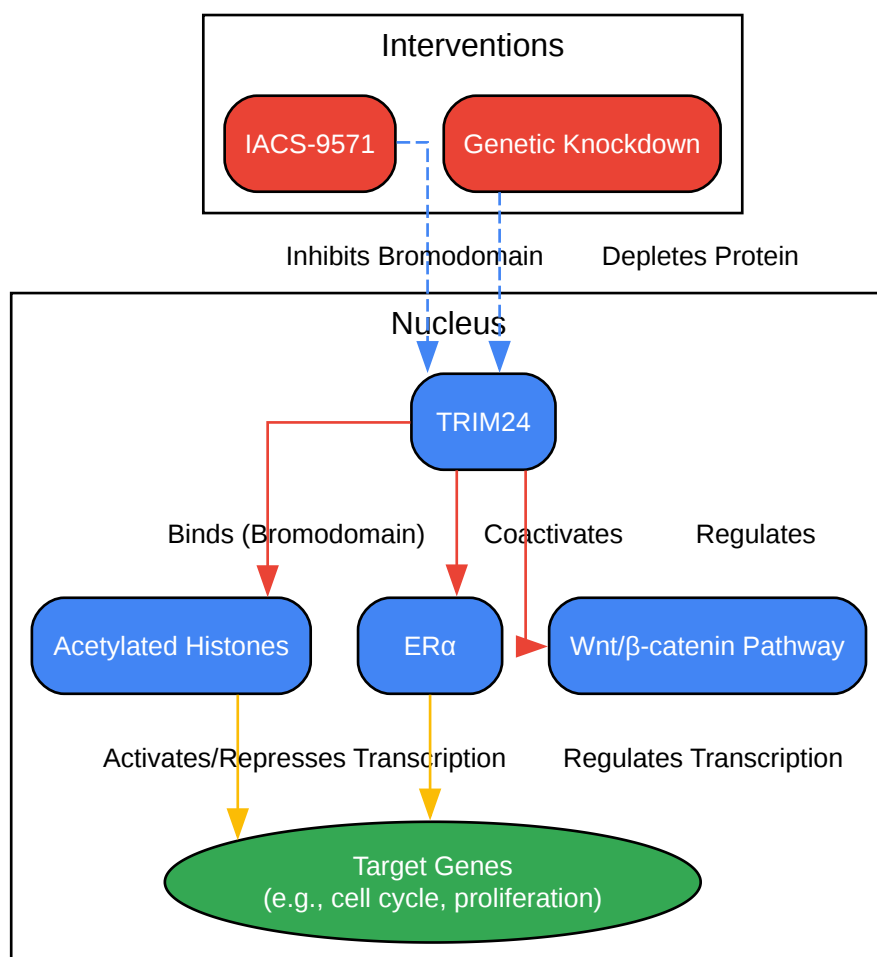 Interventions
IACS-9571
Genetic Knockdown
Inhibits Bromodomain
Depletes Protein
Nucleus
TRIM24
Binds (Bromodomain)
Coactivates
Regulates
Acetylated Histones
ERα
Wnt/β-catenin Pathway
Activates/Represses Transcription
Regulates Transcription
Target Genes
(e.g., cell cycle, proliferation)